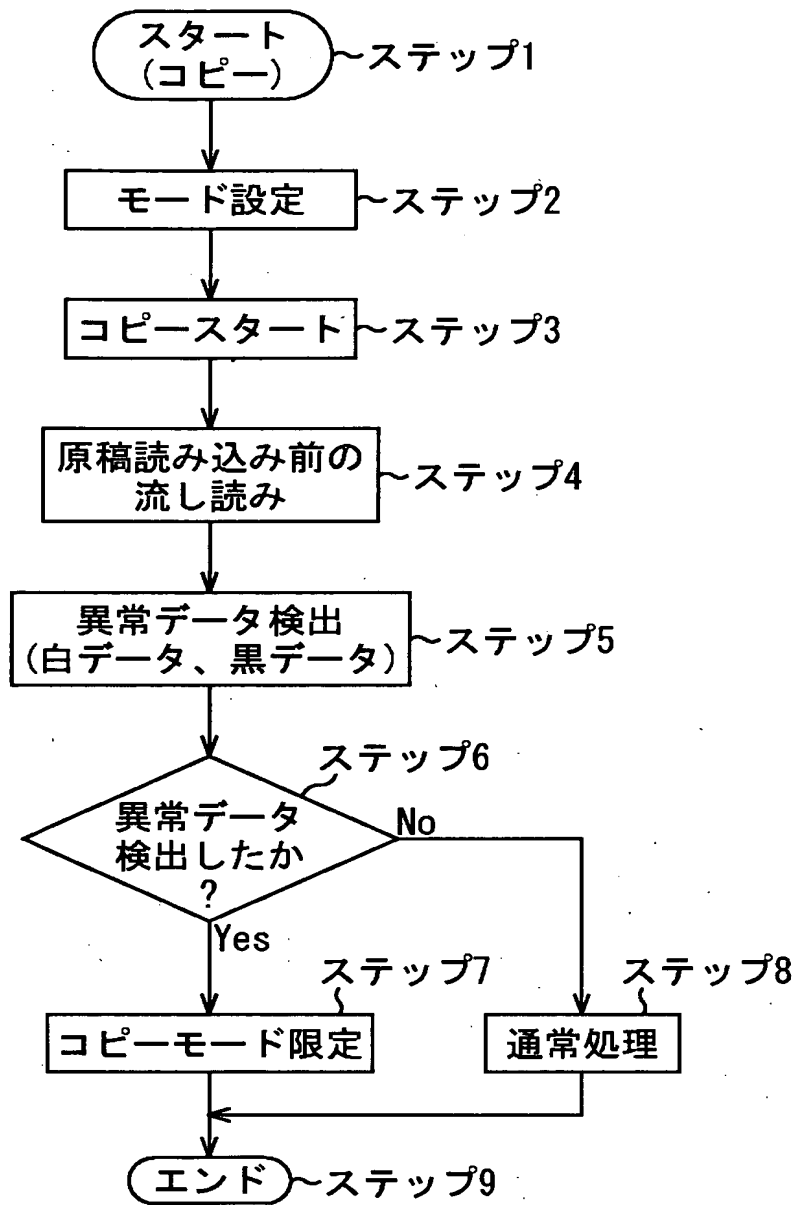 スタート
(コピー)
ステップ1
モード設定
ステップ2
コピースタート
ステップ3
原稿読み込み前の
流し読み
ステップ4
異常データ検出
(白データ、黒データ)
ステップ5
ステップ6
異常データ
検出したか
?
No
Yes
ステップ7
コピーモード限定
ステップ8
通常処理
エンド
ステップ9